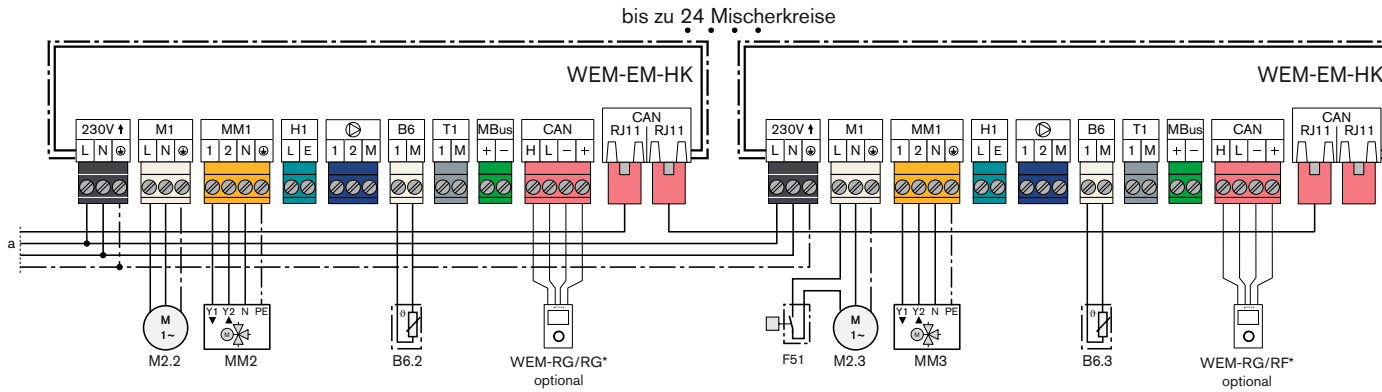 bis zu 24 Mischerkreise
WEM-EM-HK
WEM-EM-HK
230V M1 MM1 H1 B6 T1 MBus CAN CAN
RJ11 RJ11
L N L N 1 2 N L E 1 2 M 1 M 1 M + - H L - +
230V M1 MM1 H1 B6 T1 MBus CAN CAN
RJ11 RJ11
L N L N 1 2 N L E 1 2 M 1 M 1 M + - H L - +
a
M 1~
Y1 Y2 N PE
M
ϑ
M2.2
MM2
B6.2
WEM-RG/RG*
optional
M 1~
Y1 Y2 N PE
M
ϑ
F51
M2.3
MM3
B6.3
WEM-RG/RF*
optional